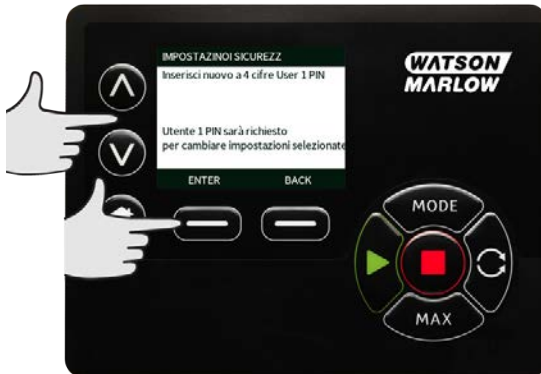 IMPOSTAZINOI SICUREZZ
Inserisci nuovo a 4 cifre User 1 PIN
Utente 1 PIN sarà richiesto
per cambiare impostazioni selezionate
ENTER BACK
WATSON
MARLOW
MODE
MAX